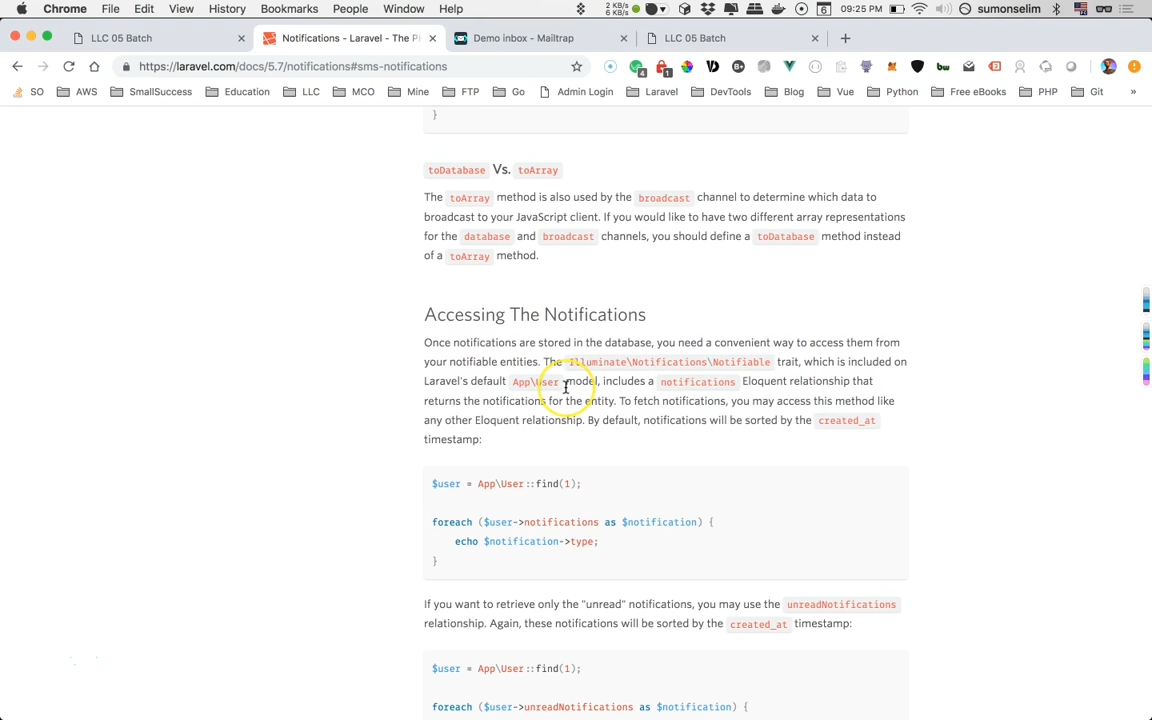 Chrome File Edit View History Bookmarks People Window Help 2 KB/s 6 KB/s 6 09:25 PM sumonselim
LLC 05 Batch Notifications - Laravel - The P Demo inbox - Mailtrap LLC 05 Batch
https://laravel.com/docs/5.7/notifications#sms-notifications
SO AWS SmallSuccess Education LLC MCO Mine FTP Go Admin Login Laravel DevTools Blog Vue Python Free eBooks PHP Git »
}
toDatabase Vs. toArray
The toArray method is also used by the broadcast channel to determine which data to
broadcast to your JavaScript client. If you would like to have two different array representations
for the database and broadcast channels, you should define a toDatabase method instead
of a toArray method.
Accessing The Notifications
Once notifications are stored in the database, you need a convenient way to access them from
your notifiable entities. The Illuminate\Notifications\Notifiable trait, which is included on
Laravel's default App\User model, includes a notifications Eloquent relationship that
returns the notifications for the entity. To fetch notifications, you may access this method like
any other Eloquent relationship. By default, notifications will be sorted by the created_at
timestamp:
$user = App\User::find(1);
foreach ($user->notifications as $notification) {
echo $notification->type;
}
If you want to retrieve only the "unread" notifications, you may use the unreadNotifications
relationship. Again, these notifications will be sorted by the created_at timestamp:
$user = App\User::find(1);
foreach ($user->unreadNotifications as $notification) {